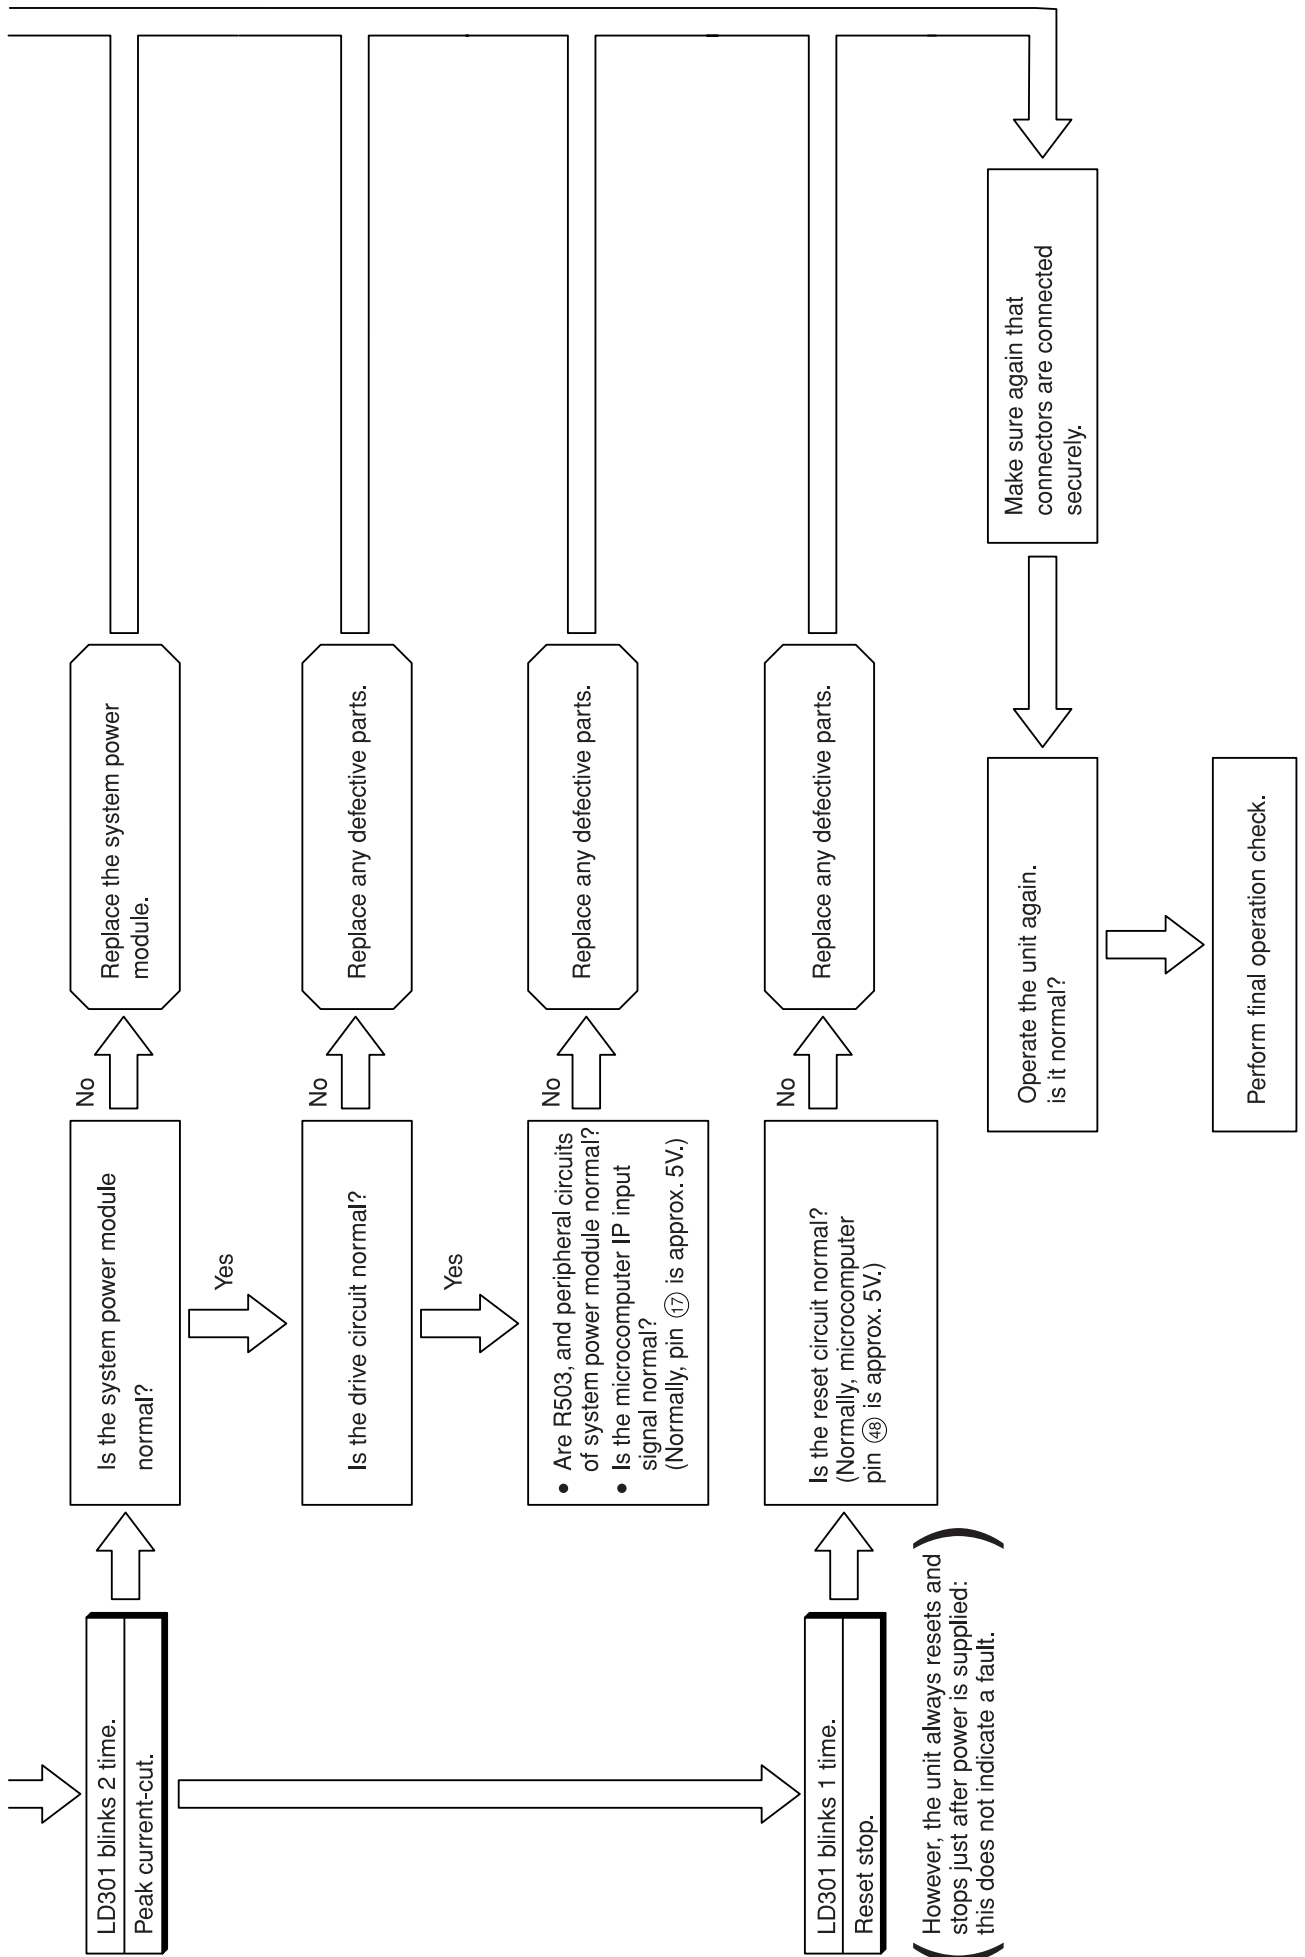 LD301 blinks 2 time.
Peak current-cut.
Is the system power module
normal?
No
Replace the system power
module.
Yes
Is the drive circuit normal?
No
Replace any defective parts.
Yes
• Are R503, and peripheral circuits
of system power module normal?
• Is the microcomputer IP input
signal normal?
(Normally, pin ⑰ is approx. 5V.)
No
Replace any defective parts.
LD301 blinks 1 time.
Reset stop.
(However, the unit always resets and
stops just after power is supplied:
this does not indicate a fault.)
Is the reset circuit normal?
(Normally, microcomputer
pin ㊽ is approx. 5V.)
No
Replace any defective parts.
Make sure again that
connectors are connected
securely.
Operate the unit again.
is it normal?
Perform final operation check.